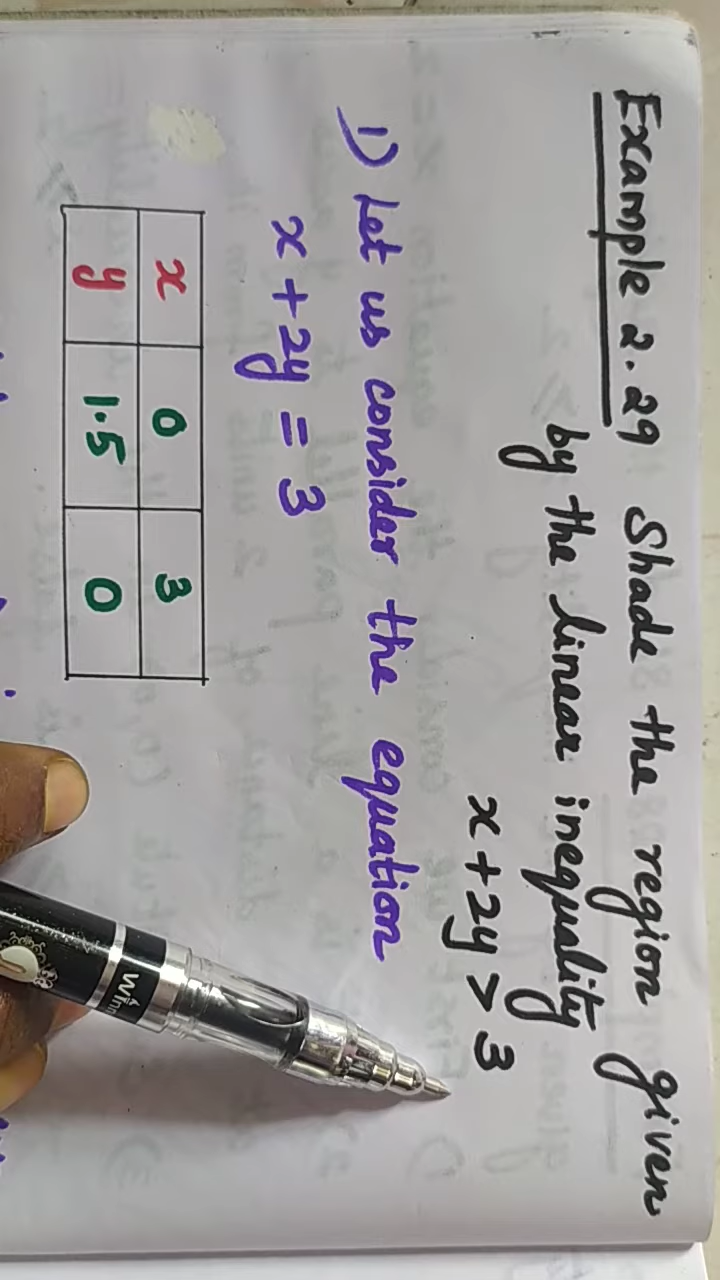 Example 2.29 Shade the region given
by the linear inequality
x + 2y > 3
1) Let us consider the equation
x + 2y = 3
x 0 3
y 1.5 0